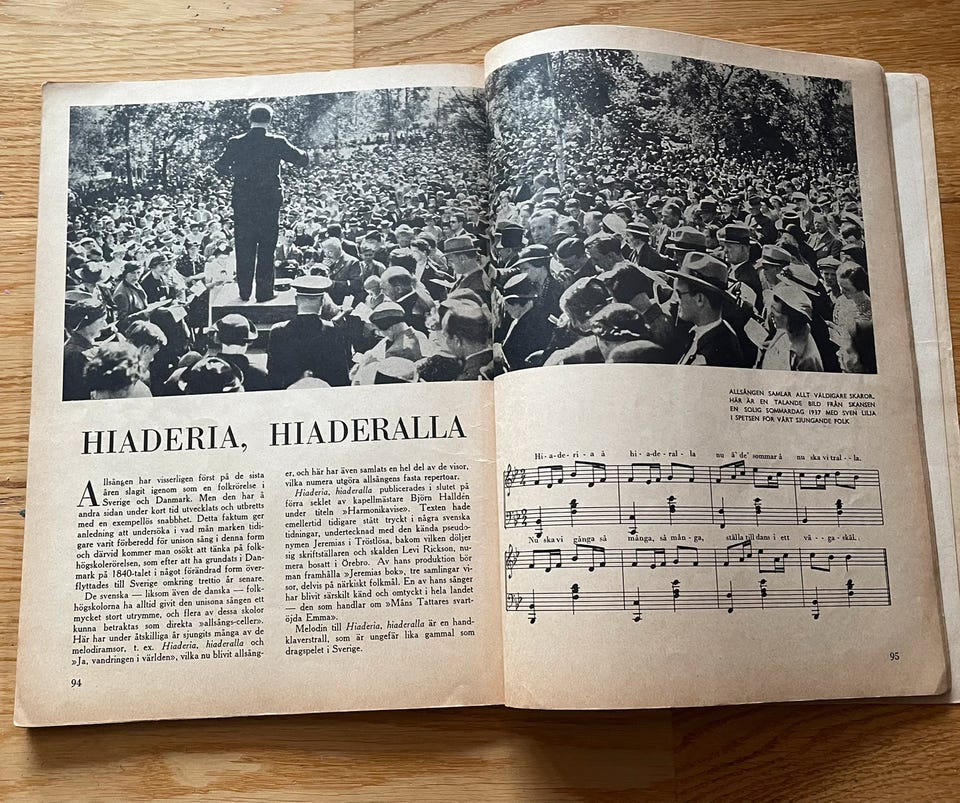 HIADERIA, HIADERALLA
Allsången har visserligen först på de sista
åren slagit igenom som en folkrörelse i
Sverige och Danmark. Men den har å
andra sidan under kort tid utvecklats och utbretts
med en exempellös snabbhet. Detta faktum ger
anledning att undersöka i vad mån marken tidi-
gare varit förberedd för unison sång i denna form
och därvid kommer man osökt att tänka på folk-
högskolerörelsen, som efter att ha grundats i Dan-
mark på 1840-talet i något förändrad form över-
flyttades till Sverige omkring trettio år senare.
De svenska — liksom även de danska — folk-
högskolorna ha alltid givit den unisona sången ett
mycket stort utrymme, och flera av dessa skolor
kunna betraktas som direkta »allsångs-celler».
Här har under åtskilliga år sjungits många av de
melodiramsor, t. ex. Hiaderia, hiaderalla och
»Ja, vandringen i världen», vilka nu blivit allsång-
er, och här har även samlats en hel del av de visor,
vilka numera utgöra allsångens fasta repertoar.
Hiaderia, hiaderalla publicerades i slutet på
förra seklet av kapellmästare Björn Halldén
under titeln »Harmonikavise». Texten hade
emellertid tidigare stått tryckt i några svenska
tidningar, undertecknad med den kända pseudo-
nymen Jeremias i Tröstlösa, bakom vilken döljer
sig skriftställaren och skalden Levi Rickson, nu-
mera bosatt i Örebro. Av hans produktion bör
man framhålla »Jeremias bok», tre samlingar vi-
sor, delvis på närkiskt folkmål. En av hans sånger
har blivit särskilt känd och omtyckt i hela landet
— den som handlar om »Måns Tattares svart-
öjda Emma».
Melodin till Hiaderia, hiaderalla är en hand-
klaverstrall, som är ungefär lika gammal som
dragspelet i Sverige.
94
ALLSÅNGEN SAMLAR ALLT VÄLDIGARE SKAROR.
HÄR ÄR EN TALANDE BILD FRÅN SKANSEN
EN SOLIG SOMMARDAG 1937 MED SVEN LILJA
I SPETSEN FÖR VÅRT SJUNGANDE FOLK
Hi-a-de-ri-a å hi-a-de-ral-la nu ä' de' sommar å nu ska vi tral--la.
Nu ska vi gånga så många, så mån-ga, ställa till dans i ett vä--ga skäl.
95